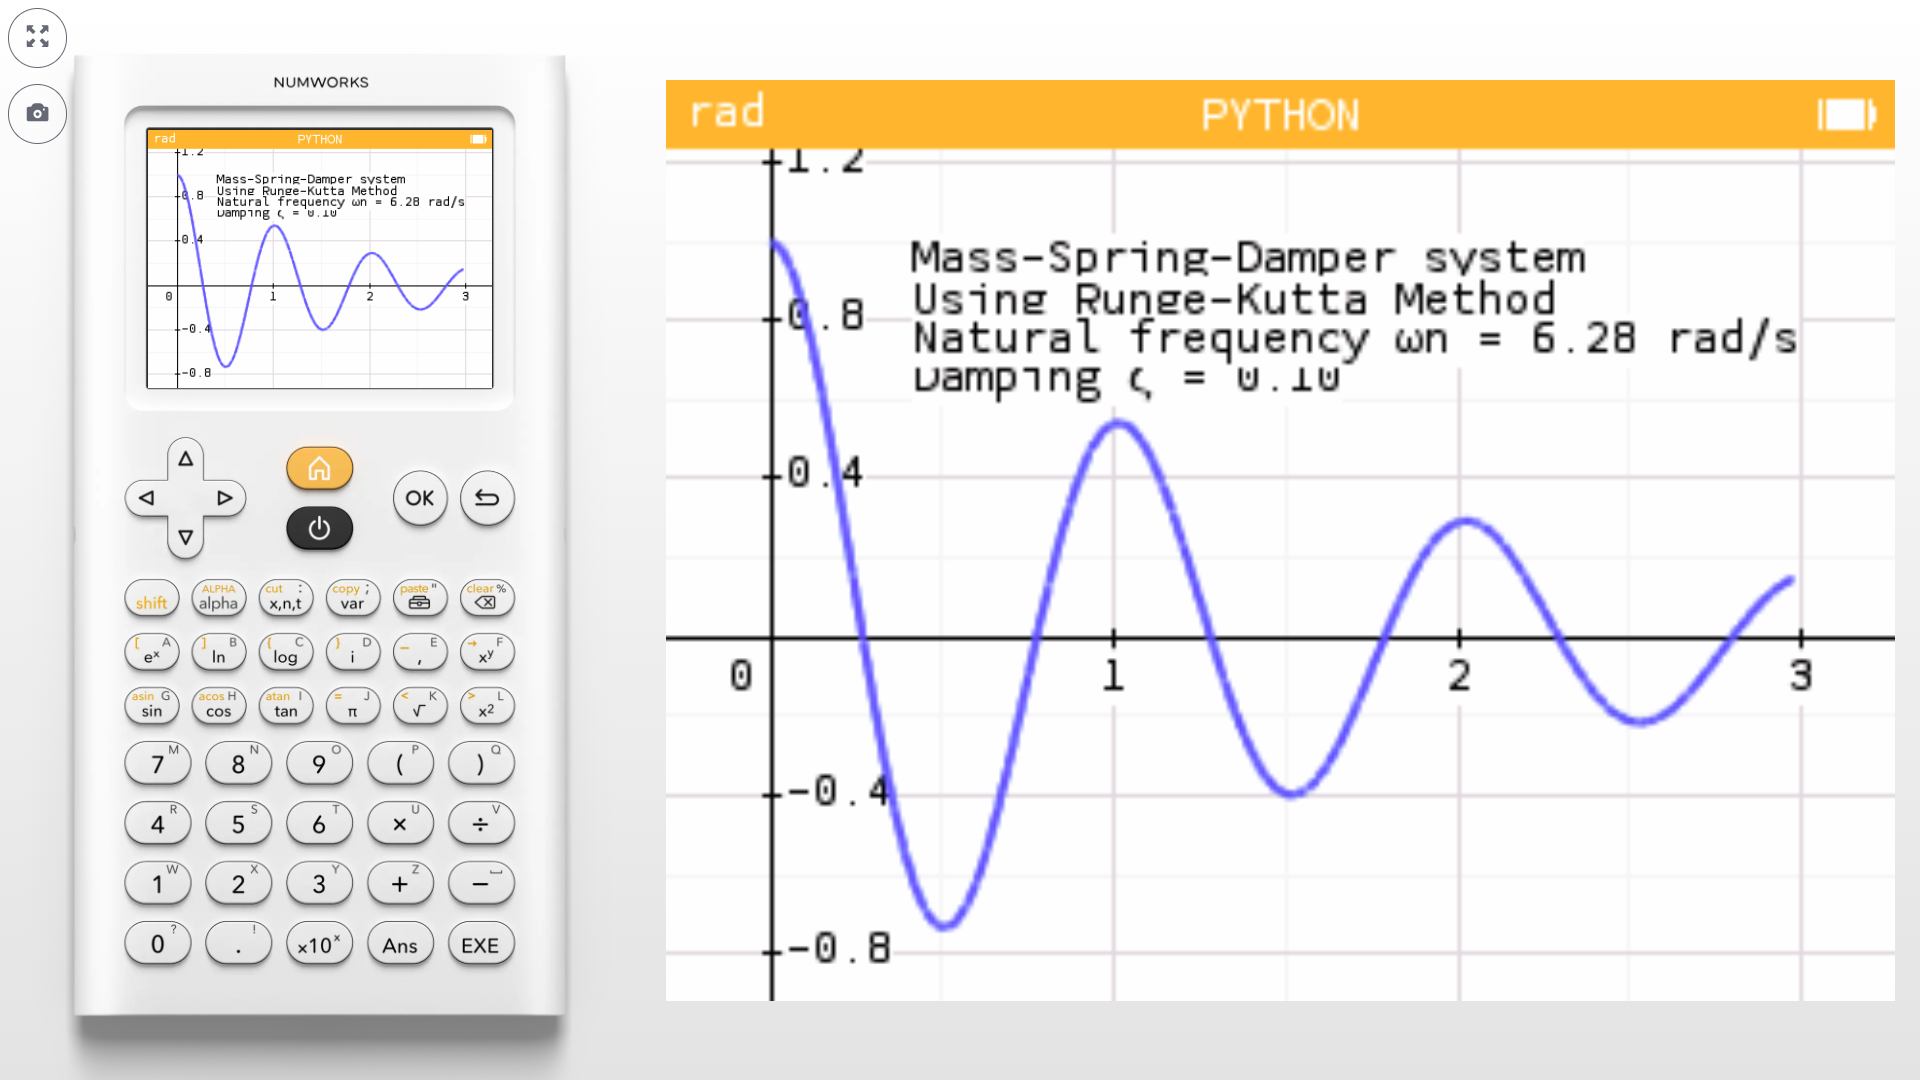 NUMWORKS
rad PYTHON
1.2
Mass-Spring-Damper system
0.8
Using Runge-Kutta Method
Natural frequency ωn = 6.28 rad/s
Damping ζ = 0.10
0.4
0 1 2 3
-0.4
-0.8
OK
shift
ALPHA alpha
cut : x,n,t
copy ; var
paste "
clear %
[ A eˣ
] B ln
{ C log
} D i
_ E ,
→ F xʸ
asin G sin
acos H cos
atan I tan
= J π
< K √
> L x²
7 M
8 N
9 O
( P
) Q
4 R
5 S
6 T
× U
÷ V
1 W
2 X
3 Y
+ Z
−
0 ?
. !
×10ˣ
Ans
EXE
rad PYTHON
1.2
Mass-Spring-Damper system
0.8
Using Runge-Kutta Method
Natural frequency ωn = 6.28 rad/s
Damping ζ = 0.10
0.4
0 1 2 3
-0.4
-0.8